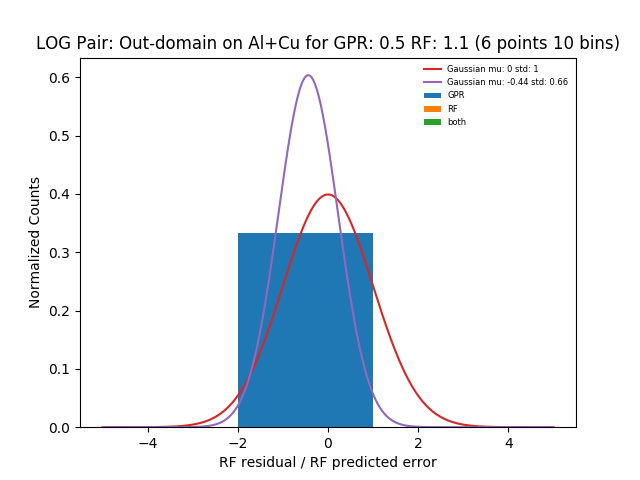 LOG Pair: Out-domain on Al+Cu for GPR: 0.5 RF: 1.1 (6 points 10 bins)
Gaussian mu: 0 std: 1
Gaussian mu: -0.44 std: 0.66
GPR
RF
both
Normalized Counts
0.6
0.5
0.4
0.3
0.2
0.1
0.0
−4
−2
0
2
4
RF residual / RF predicted error